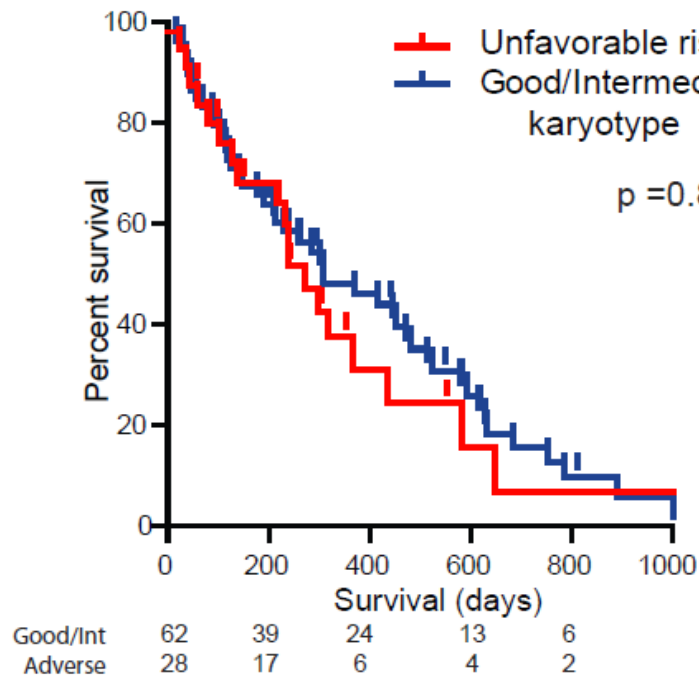 Unfavorable ris
Good/Intermed
karyotype
p =0.8
Percent survival
100
80
60
40
20
0
0 200 400 600 800 1000
Survival (days)
Good/Int 62 39 24 13 6
Adverse 28 17 6 4 2